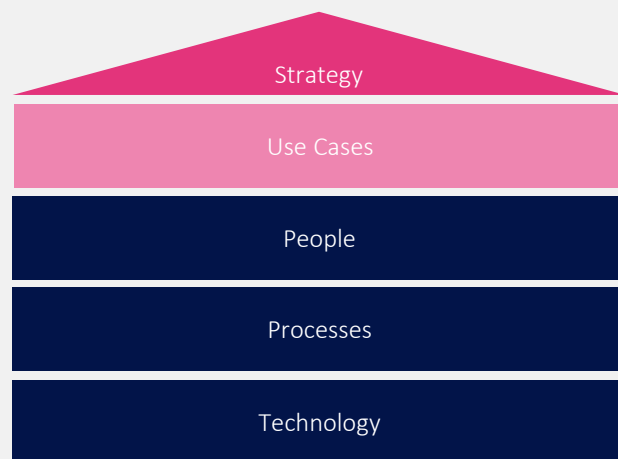 Strategy
Use Cases
People
Processes
Technology